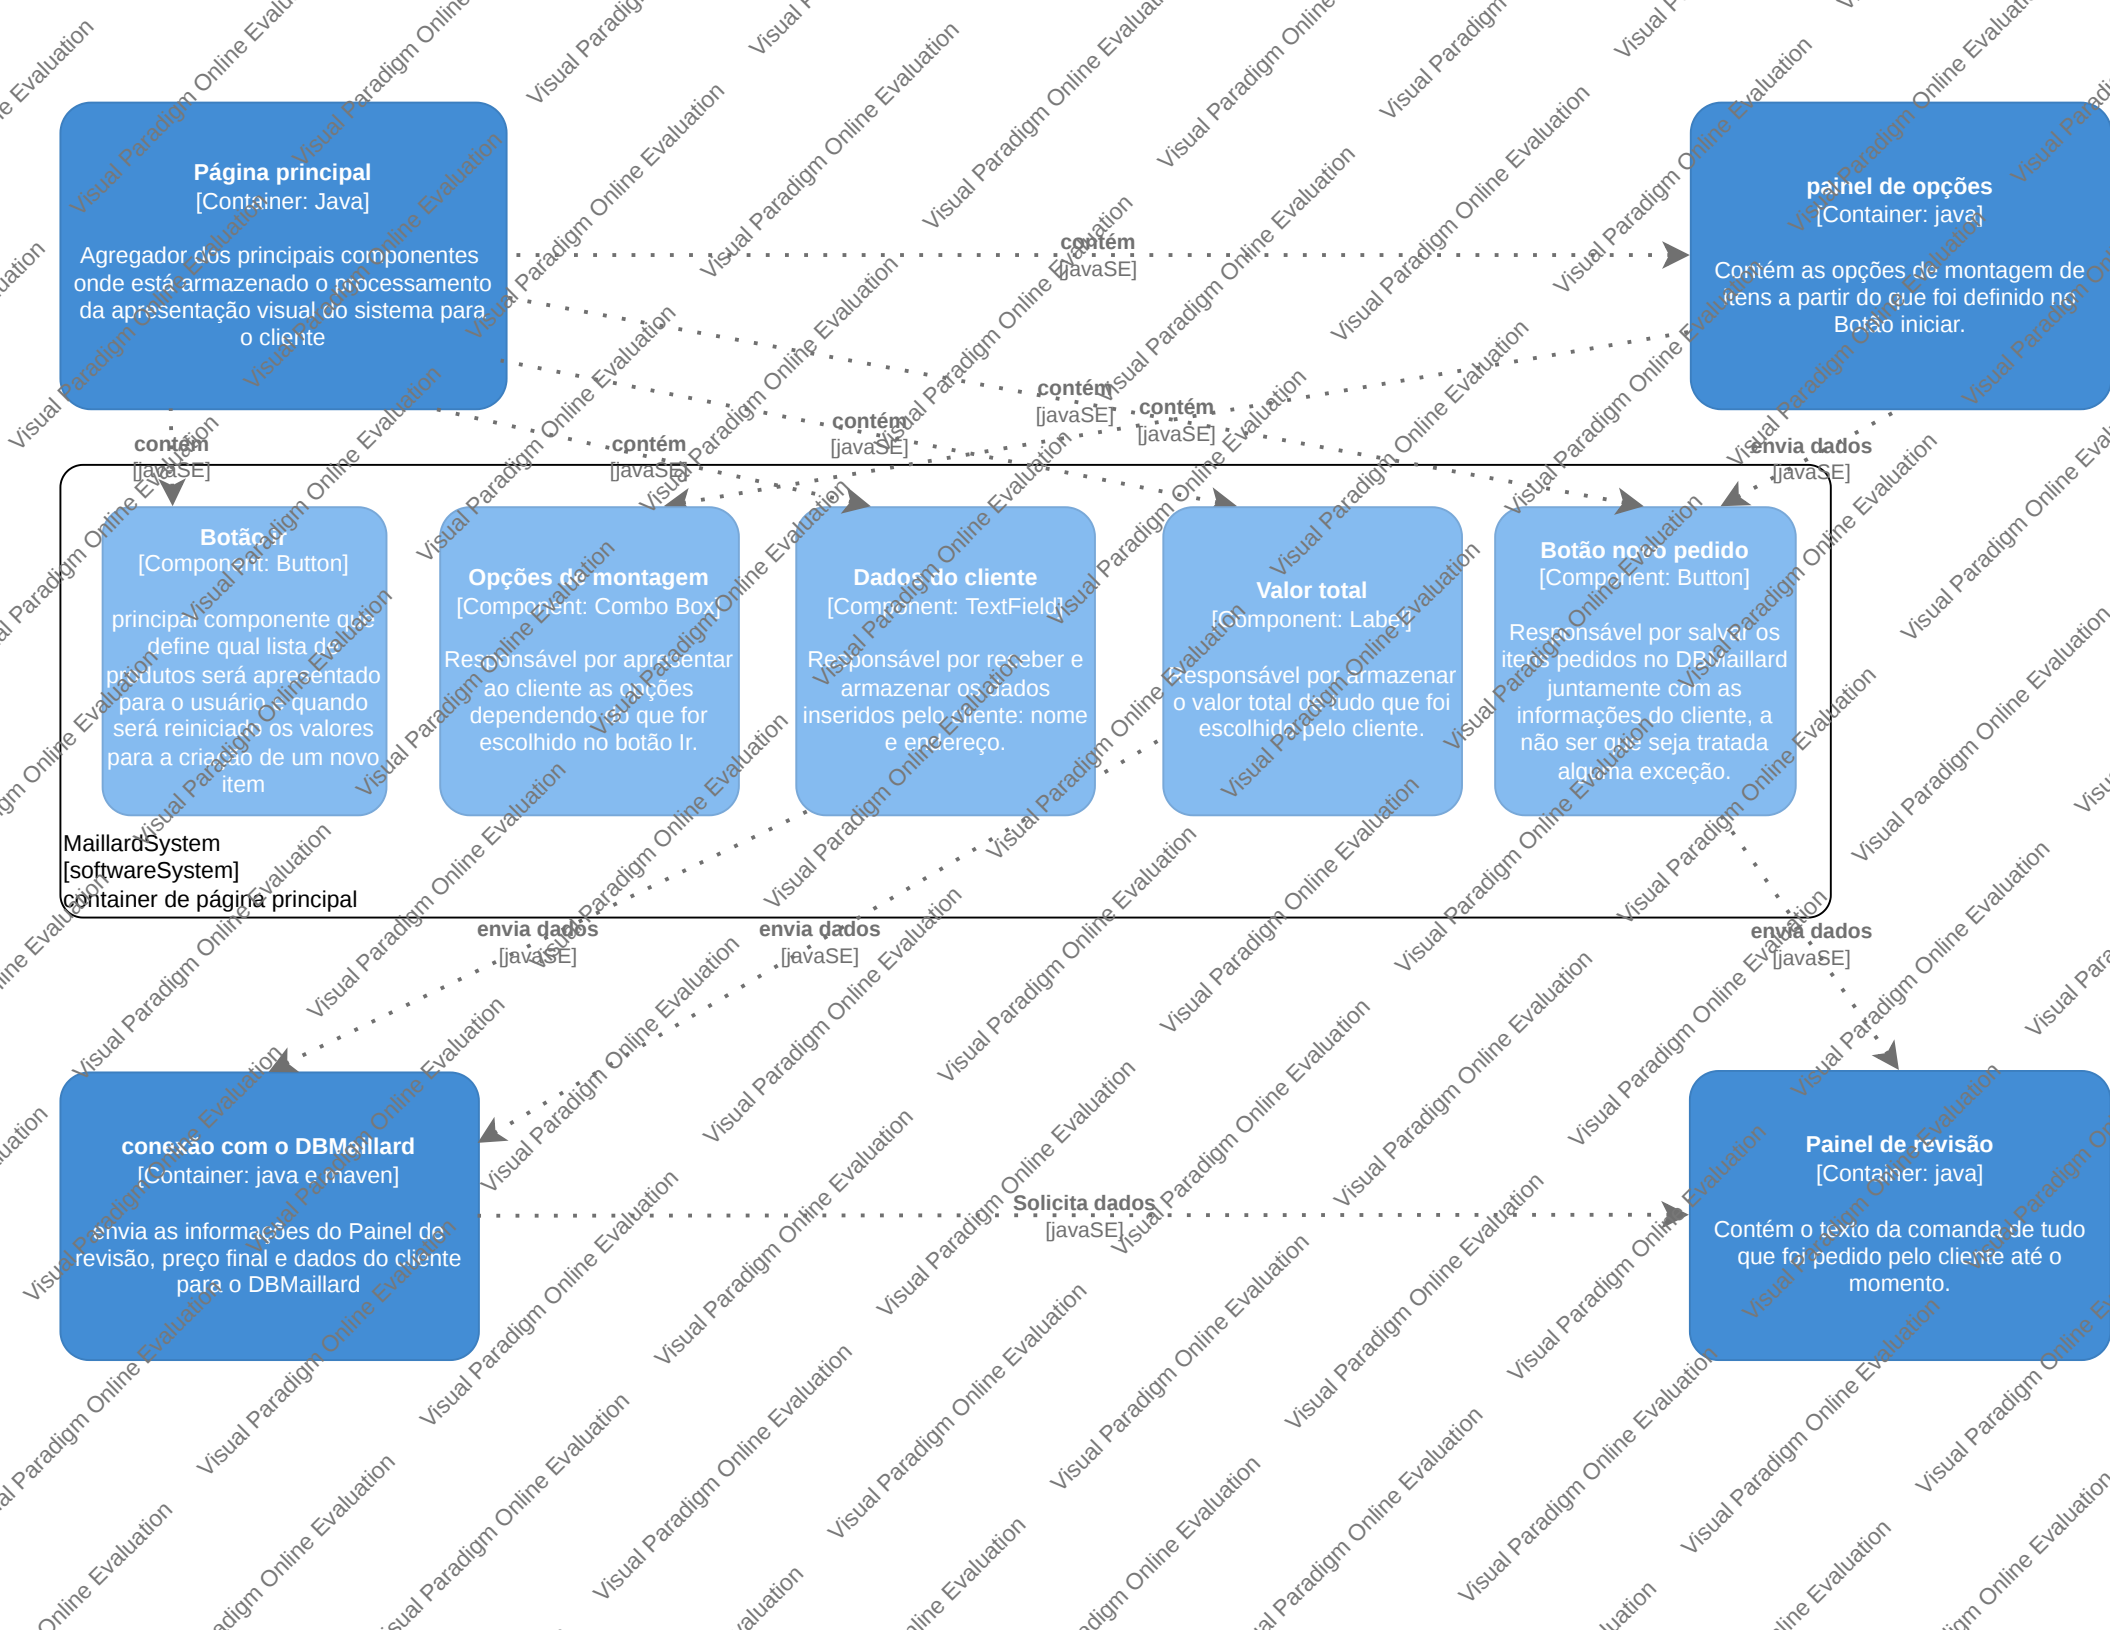 Página principal
[Container: Java]
Agregador dos principais componentes
onde está armazenado o processamento
da apresentação visual do sistema para
o cliente
painel de opções
[Container: java]
Contém as opções de montagem de
itens a partir do que foi definido no
Botão iniciar.
contém
[javaSE]
contém
[javaSE]
contém
[javaSE]
contém
[javaSE]
contém
[javaSE]
contém
[javaSE]
envia dados
[javaSE]
Botão Ir
[Component: Button]
principal componente que
define qual lista de
produtos será apresentado
para o usuário e quando
será reiniciado os valores
para a criação de um novo
item
Opções de montagem
[Component: Combo Box]
Responsável por apresentar
ao cliente as opções
dependendo do que for
escolhido no botão Ir.
Dados do cliente
[Component: TextField]
Responsável por receber e
armazenar os dados
inseridos pelo cliente: nome
e endereço.
Valor total
[Component: Label]
Responsável por armazenar
o valor total de tudo que foi
escolhido pelo cliente.
Botão novo pedido
[Component: Button]
Responsável por salvar os
itens pedidos no DBMaillard
juntamente com as
informações do cliente, a
não ser que seja tratada
alguma exceção.
MaillardSystem
[softwareSystem]
container de página principal
envia dados
[javaSE]
envia dados
[javaSE]
envia dados
[javaSE]
conexão com o DBMaillard
[Container: java e maven]
envia as informações do Painel de
revisão, preço final e dados do cliente
para o DBMaillard
Solicita dados
[javaSE]
Painel de revisão
[Container: java]
Contém o texto da comanda de tudo
que foi pedido pelo cliente até o
momento.
Visual Paradigm Online Evaluation